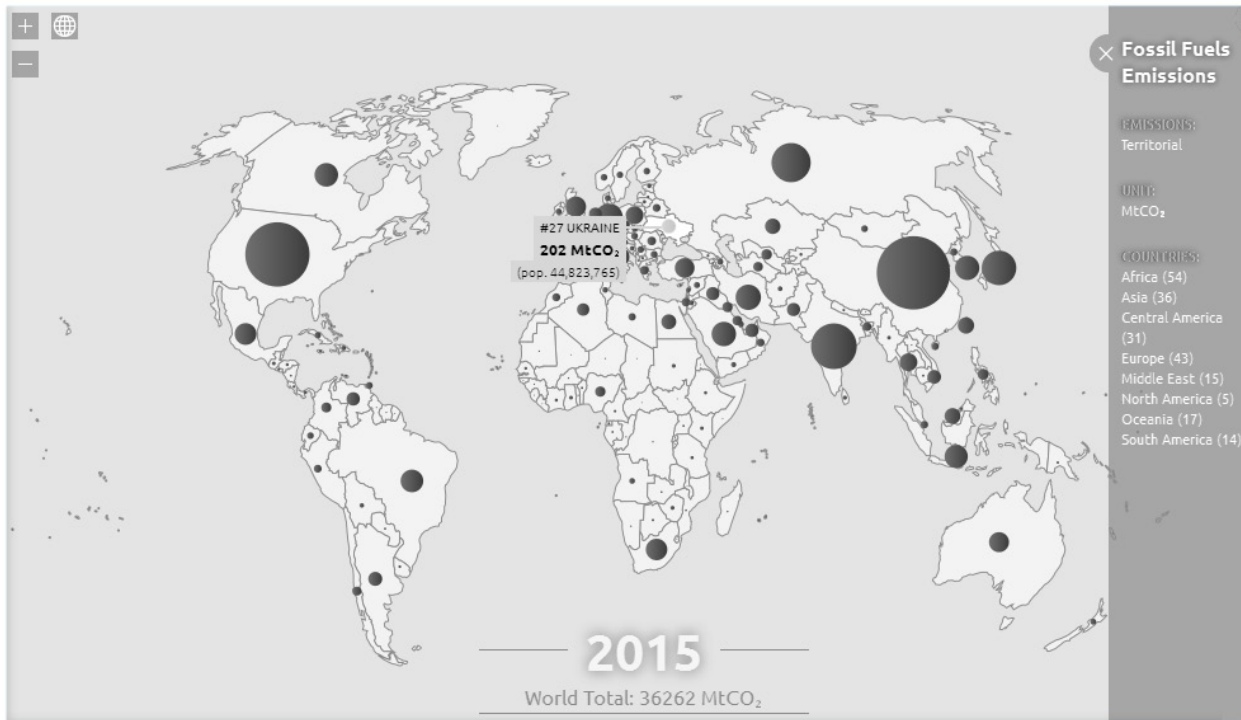 Fossil Fuels
Emissions
EMISSIONS:
Territorial
UNIT:
MtCO₂
COUNTRIES:
Africa (54)
Asia (36)
Central America
(31)
Europe (43)
Middle East (15)
North America (5)
Oceania (17)
South America (14)
#27 UKRAINE
202 MtCO₂
(pop. 44,823,765)
2015
World Total: 36262 MtCO₂